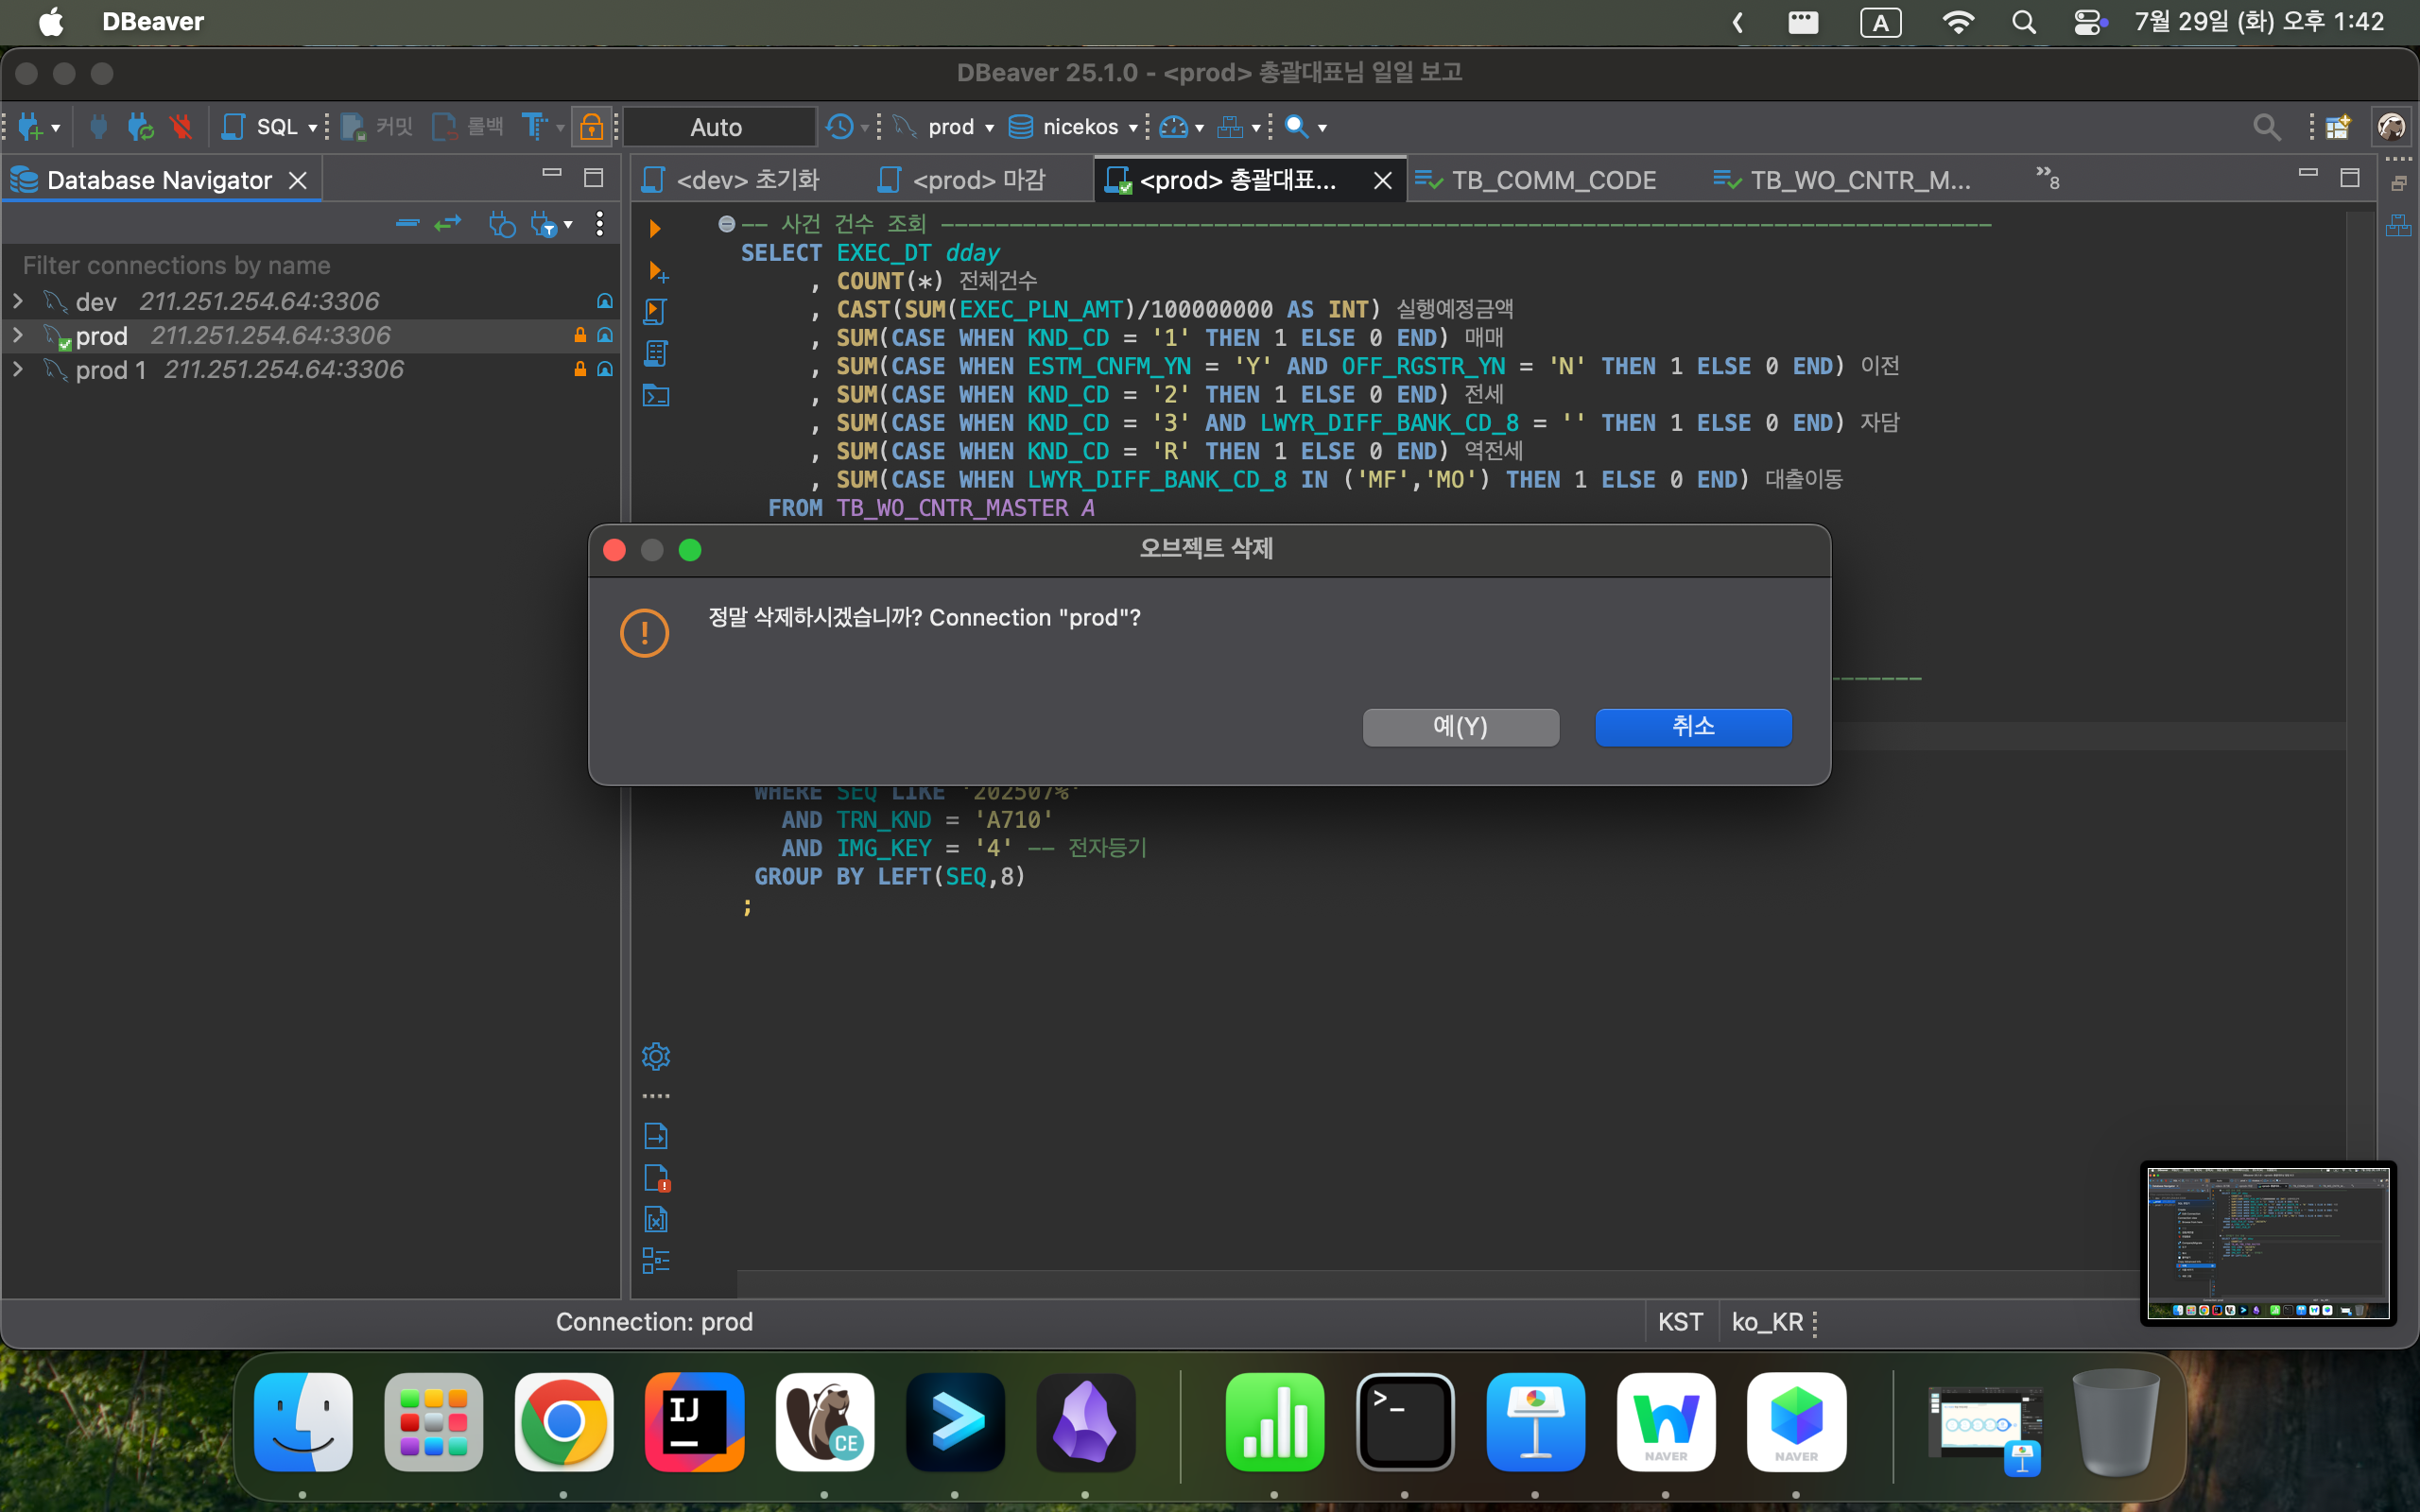 DBeaver
A
7월 29일 (화) 오후 1:42
DBeaver 25.1.0 - <prod> 총괄대표님 일일 보고
SQL
커밋
롤백
Auto
prod
nicekos
Database Navigator
<dev> 초기화
<prod> 마감
<prod> 총괄대표...
TB_COMM_CODE
TB_WO_CNTR_M...
»8
Filter connections by name
dev 211.251.254.64:3306
prod 211.251.254.64:3306
prod 1 211.251.254.64:3306
-- 사건 건수 조회 -----------------------------------------------------------------------------
SELECT EXEC_DT dday
, COUNT(*) 전체건수
, CAST(SUM(EXEC_PLN_AMT)/100000000 AS INT) 실행예정금액
, SUM(CASE WHEN KND_CD = '1' THEN 1 ELSE 0 END) 매매
, SUM(CASE WHEN ESTM_CNFM_YN = 'Y' AND OFF_RGSTR_YN = 'N' THEN 1 ELSE 0 END) 이전
, SUM(CASE WHEN KND_CD = '2' THEN 1 ELSE 0 END) 전세
, SUM(CASE WHEN KND_CD = '3' AND LWYR_DIFF_BANK_CD_8 = '' THEN 1 ELSE 0 END) 자담
, SUM(CASE WHEN KND_CD = 'R' THEN 1 ELSE 0 END) 역전세
, SUM(CASE WHEN LWYR_DIFF_BANK_CD_8 IN ('MF','MO') THEN 1 ELSE 0 END) 대출이동
FROM TB_WO_CNTR_MASTER A
오브젝트 삭제
정말 삭제하시겠습니까? Connection "prod"?
예(Y)
취소
WHERE SEQ LIKE '202507%'
AND TRN_KND = 'A710'
AND IMG_KEY = '4' -- 전자등기
GROUP BY LEFT(SEQ,8)
;
Connection: prod
KST
ko_KR
IJ
CE
>_
NAVER
NAVER